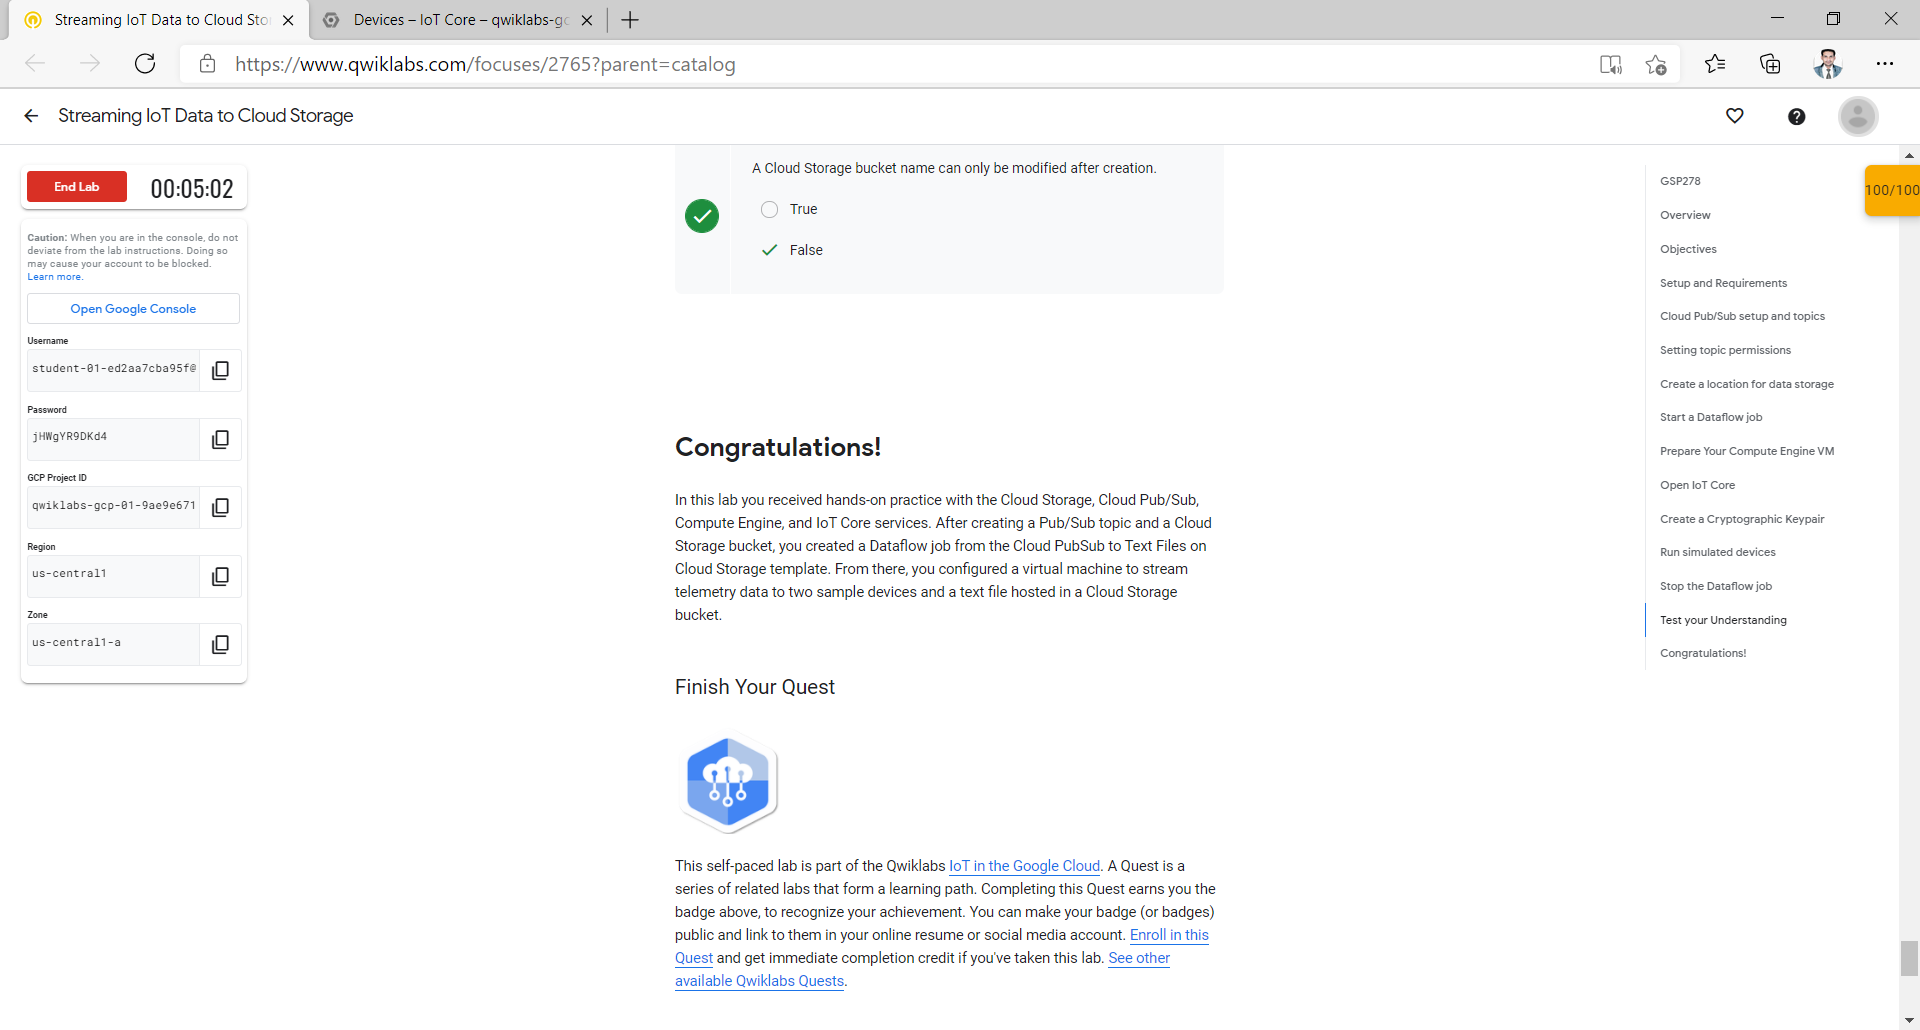 Streaming IoT Data to Cloud Sto
Devices – IoT Core – qwiklabs-gc
https://www.qwiklabs.com/focuses/2765?parent=catalog
Streaming IoT Data to Cloud Storage
End Lab
00:05:02
Caution: When you are in the console, do not
deviate from the lab instructions. Doing so
may cause your account to be blocked.
Learn more.
Open Google Console
Username
student-01-ed2aa7cba95f@
Password
jHWgYR9DKd4
GCP Project ID
qwiklabs-gcp-01-9ae9e671
Region
us-central1
Zone
us-central1-a
A Cloud Storage bucket name can only be modified after creation.
True
False
Congratulations!
In this lab you received hands-on practice with the Cloud Storage, Cloud Pub/Sub,
Compute Engine, and IoT Core services. After creating a Pub/Sub topic and a Cloud
Storage bucket, you created a Dataflow job from the Cloud PubSub to Text Files on
Cloud Storage template. From there, you configured a virtual machine to stream
telemetry data to two sample devices and a text file hosted in a Cloud Storage
bucket.
Finish Your Quest
This self-paced lab is part of the Qwiklabs IoT in the Google Cloud. A Quest is a
series of related labs that form a learning path. Completing this Quest earns you the
badge above, to recognize your achievement. You can make your badge (or badges)
public and link to them in your online resume or social media account. Enroll in this
Quest and get immediate completion credit if you've taken this lab. See other
available Qwiklabs Quests.
GSP278
Overview
Objectives
Setup and Requirements
Cloud Pub/Sub setup and topics
Setting topic permissions
Create a location for data storage
Start a Dataflow job
Prepare Your Compute Engine VM
Open IoT Core
Create a Cryptographic Keypair
Run simulated devices
Stop the Dataflow job
Test your Understanding
Congratulations!
100/100